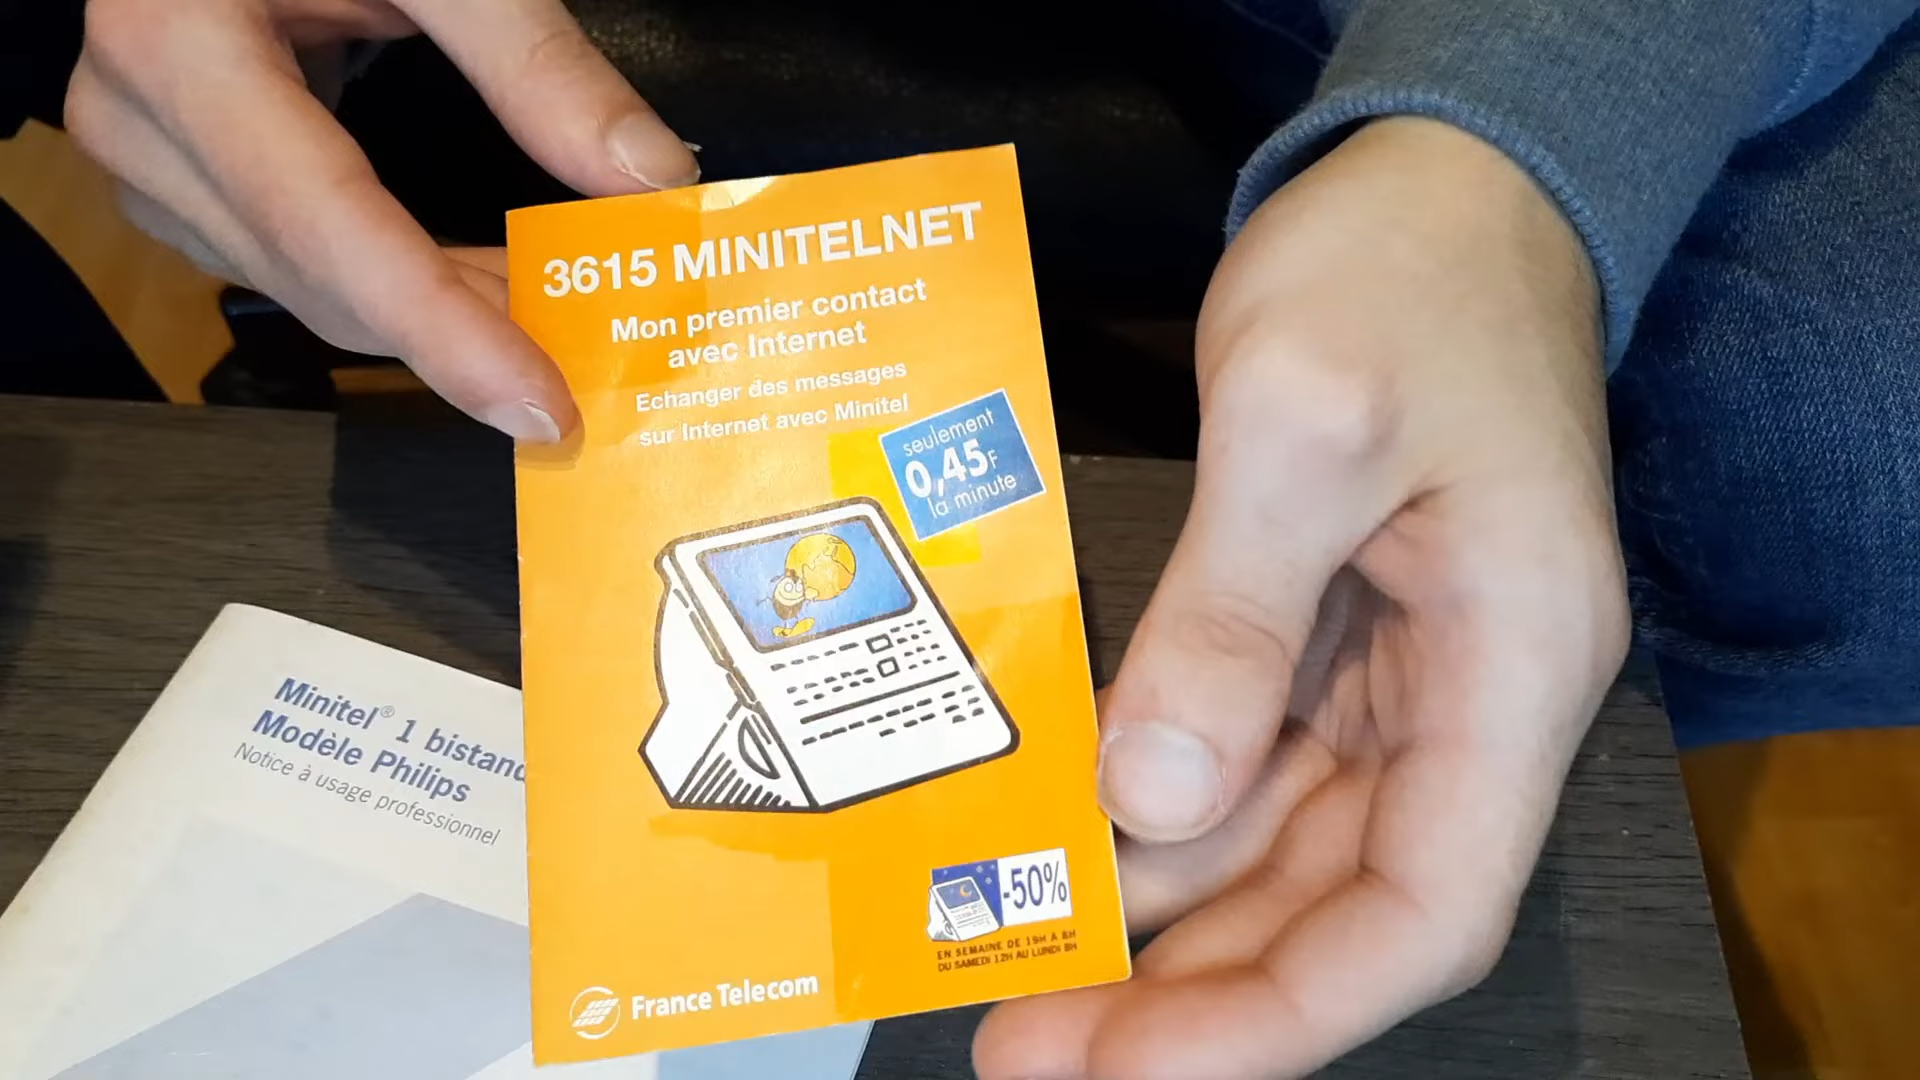 3615 MINITELNET
Mon premier contact
avec Internet
Echanger des messages
sur Internet avec Minitel
seulement
0,45F
la minute
-50%
EN SEMAINE DE 19H A 8H
DU SAMEDI 12H AU LUNDI 8H
France Telecom
Minitel® 1 bistand
Modèle Philips
Notice à usage professionnel